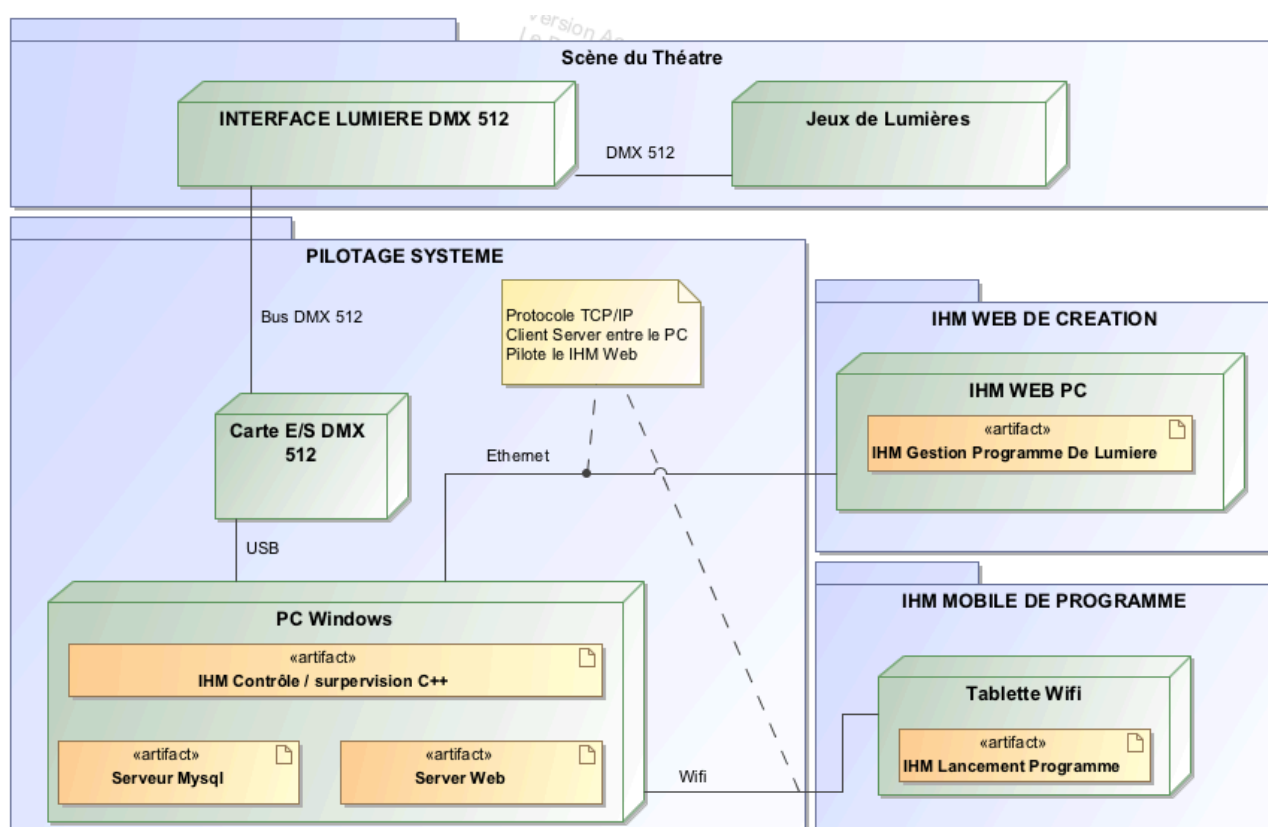 Version
Scène du Théatre
INTERFACE LUMIERE DMX 512
Jeux de Lumières
DMX 512
PILOTAGE SYSTEME
Bus DMX 512
Protocole TCP/IP
Client Server entre le PC
Pilote le IHM Web
IHM WEB DE CREATION
IHM WEB PC
«artifact»
IHM Gestion Programme De Lumiere
Carte E/S DMX
512
Ethernet
USB
PC Windows
«artifact»
IHM Contrôle / surpervision C++
«artifact»
Serveur Mysql
«artifact»
Server Web
Wifi
IHM MOBILE DE PROGRAMME
Tablette Wifi
«artifact»
IHM Lancement Programme